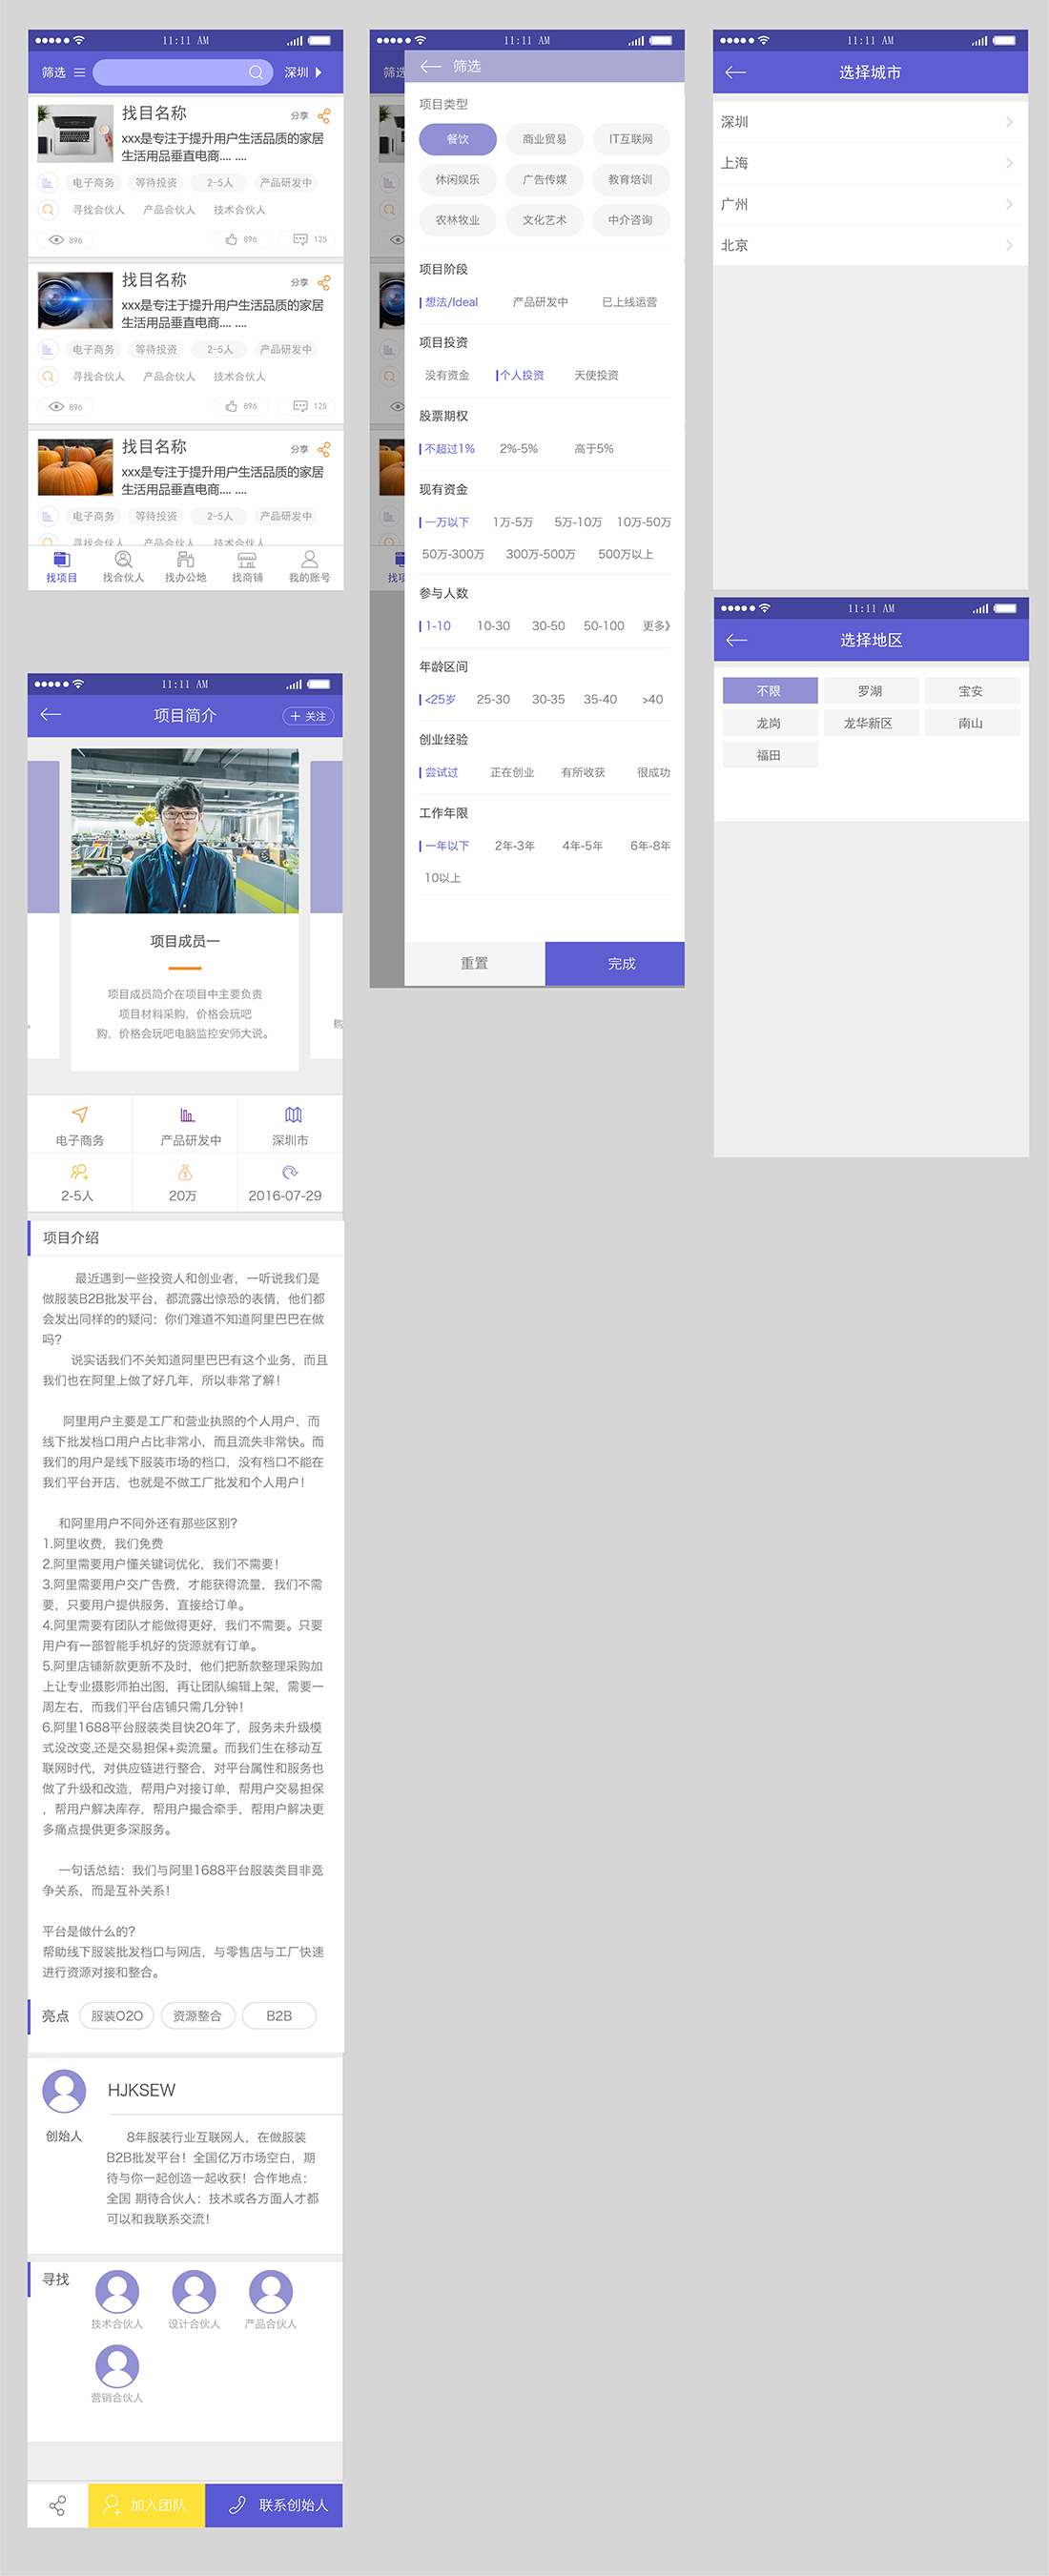 11:11 AM
筛选
深圳
找目名称
分享
xxx是专注于提升用户生活品质的家居
生活用品垂直电商.... ....
电子商务 等待投资 2-5人 产品研发中
寻找合伙人 产品合伙人 技术合伙人
896 896 125
找目名称
分享
xxx是专注于提升用户生活品质的家居
生活用品垂直电商.... ....
电子商务 等待投资 2-5人 产品研发中
寻找合伙人 产品合伙人 技术合伙人
896 896 125
找目名称
分享
xxx是专注于提升用户生活品质的家居
生活用品垂直电商.... ....
电子商务 等待投资 2-5人 产品研发中
寻找合伙人 产品合伙人 技术合伙人
找项目 找合伙人 找办公地 找商铺 我的账号
11:11 AM
筛选
筛选
项目类型
餐饮 商业贸易 IT互联网
休闲娱乐 广告传媒 教育培训
农林牧业 文化艺术 中介咨询
项目阶段
想法/Ideal 产品研发中 已上线运营
项目投资
没有资金 个人投资 天使投资
股票期权
不超过1% 2%-5% 高于5%
现有资金
一万以下 1万-5万 5万-10万 10万-50万
50万-300万 300万-500万 500万以上
找项
参与人数
1-10 10-30 30-50 50-100 更多》
年龄区间
<25岁 25-30 30-35 35-40 >40
创业经验
尝试过 正在创业 有所收获 很成功
工作年限
一年以下 2年-3年 4年-5年 6年-8年
10以上
重置 完成
11:11 AM
选择城市
深圳
上海
广州
北京
11:11 AM
选择地区
不限 罗湖 宝安
龙岗 龙华新区 南山
福田
11:11 AM
项目简介
关注
项目成员一
项目成员简介在项目中主要负责
项目材料采购，价格会玩吧
购，价格会玩吧电脑监控安师大说。
购
电子商务 产品研发中 深圳市
2-5人 20万 2016-07-29
项目介绍
最近遇到一些投资人和创业者，一听说我们是
做服装B2B批发平台，都流露出惊恐的表情，他们都
会发出同样的的疑问：你们难道不知道阿里巴巴在做
吗？
说实话我们不关知道阿里巴巴有这个业务，而且
我们也在阿里上做了好几年，所以非常了解！
阿里用户主要是工厂和营业执照的个人用户，而
线下批发档口用户占比非常小，而且流失非常快。而
我们的用户是线下服装市场的档口，没有档口不能在
我们平台开店，也就是不做工厂批发和个人用户！
和阿里用户不同外还有那些区别？
1.阿里收费，我们免费
2.阿里需要用户懂关键词优化，我们不需要！
3.阿里需要用户交广告费，才能获得流量，我们不需
要，只要用户提供服务，直接给订单。
4.阿里需要有团队才能做得更好，我们不需要。只要
用户有一部智能手机好的货源就有订单。
5.阿里店铺新款更新不及时，他们把新款整理采购加
上让专业摄影师拍出图，再让团队编辑上架，需要一
周左右，而我们平台店铺只需几分钟！
6.阿里1688平台服装类目快20年了，服务未升级模
式没改变,还是交易担保+卖流量。而我们生在移动互
联网时代，对供应链进行整合，对平台属性和服务也
做了升级和改造，帮用户对接订单，帮用户交易担保
，帮用户解决库存，帮用户撮合牵手，帮用户解决更
多痛点提供更多深服务。
一句话总结：我们与阿里1688平台服装类目非竞
争关系，而是互补关系！
平台是做什么的？
帮助线下服装批发档口与网店，与零售店与工厂快速
进行资源对接和整合。
亮点 服装O2O 资源整合 B2B
HJKSEW
创始人
8年服装行业互联网人，在做服装
B2B批发平台！全国亿万市场空白，期
待与你一起创造一起收获！合作地点：
全国 期待合伙人：技术或各方面人才都
可以和我联系交流！
寻找
技术合伙人 设计合伙人 产品合伙人
营销合伙人
加入团队 联系创始人